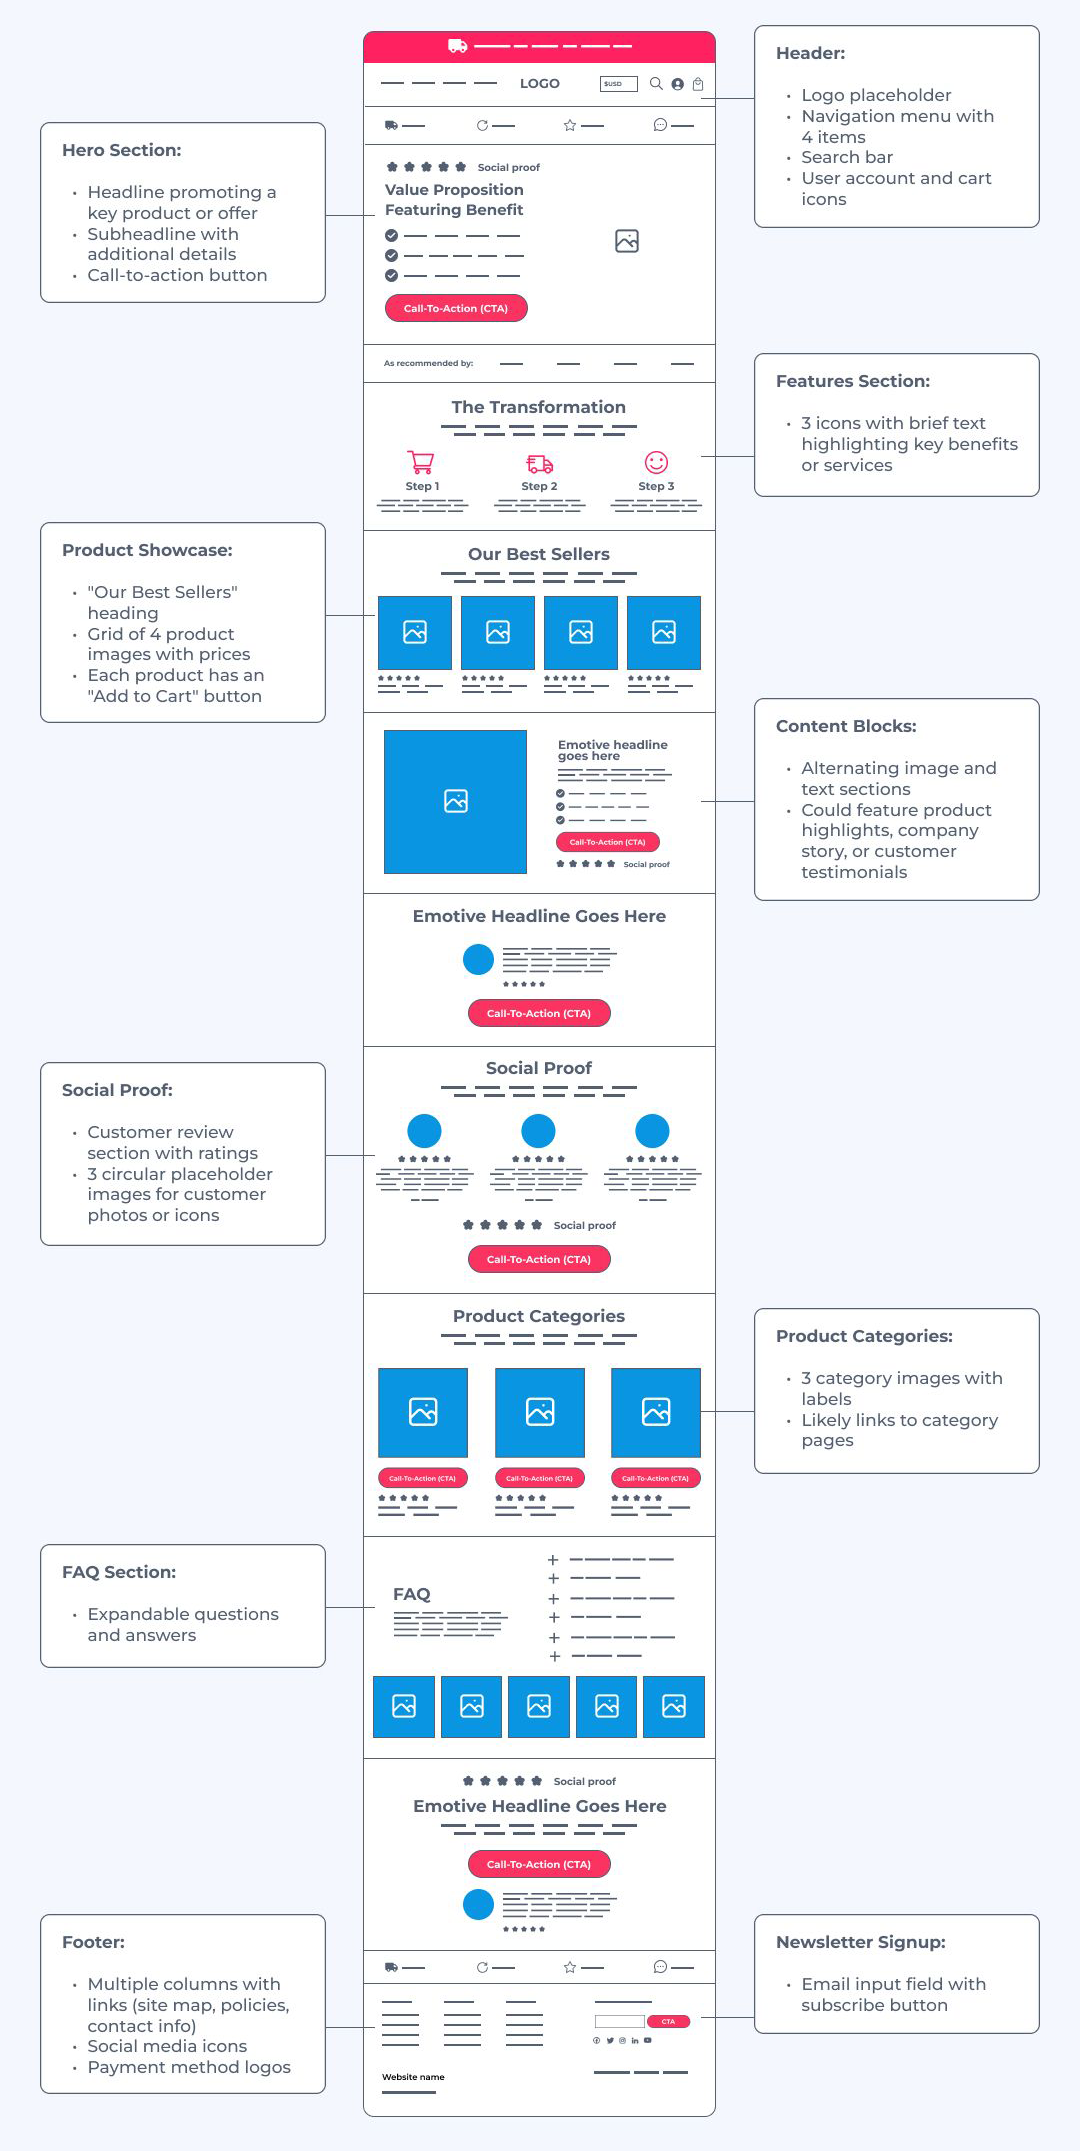 LOGO
$USD
Header:
• Logo placeholder
• Navigation menu with
4 items
• Search bar
• User account and cart
icons
Hero Section:
• Headline promoting a
key product or offer
• Subheadline with
additional details
• Call-to-action button
Social proof
Value Proposition
Featuring Benefit
Call-To-Action (CTA)
As recommended by:
Features Section:
• 3 icons with brief text
highlighting key benefits
or services
The Transformation
Step 1
Step 2
Step 3
Product Showcase:
• "Our Best Sellers"
heading
• Grid of 4 product
images with prices
• Each product has an
"Add to Cart" button
Our Best Sellers
Content Blocks:
• Alternating image and
text sections
• Could feature product
highlights, company
story, or customer
testimonials
Emotive headline
goes here
Call-To-Action (CTA)
Social proof
Emotive Headline Goes Here
Call-To-Action (CTA)
Social Proof:
• Customer review
section with ratings
• 3 circular placeholder
images for customer
photos or icons
Social Proof
Social proof
Call-To-Action (CTA)
Product Categories
Call-To-Action (CTA)
Call-To-Action (CTA)
Call-To-Action (CTA)
Product Categories:
• 3 category images with
labels
• Likely links to category
pages
FAQ Section:
• Expandable questions
and answers
FAQ
Social proof
Emotive Headline Goes Here
Call-To-Action (CTA)
Footer:
• Multiple columns with
links (site map, policies,
contact info)
• Social media icons
• Payment method logos
CTA
Website name
Newsletter Signup:
• Email input field with
subscribe button